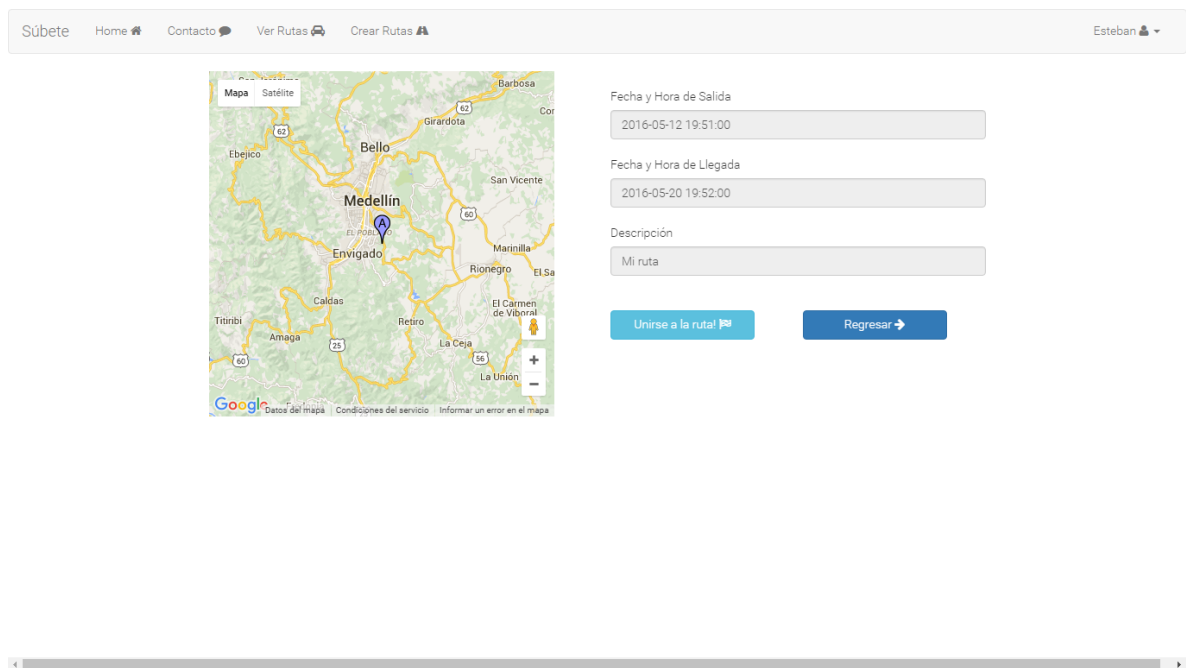 Súbete Home Contacto Ver Rutas Crear Rutas Esteban
Mapa Satélite
Barbosa
62
Girardota
62
Bello
Ebejico
San Vicente
Medellín
60
A
Envigado
Marinilla
Rionegro
El Sa
Caldas
El Carmen
de Viboral
Titiribi
Retiro
Amaga
25
La Ceja
60
56
La Unión
+
−
Google
Datos del mapa Condiciones del servicio Informar un error en el mapa
Fecha y Hora de Salida
2016-05-12 19:51:00
Fecha y Hora de Llegada
2016-05-20 19:52:00
Descripción
Mi ruta
Unirse a la ruta! Regresar